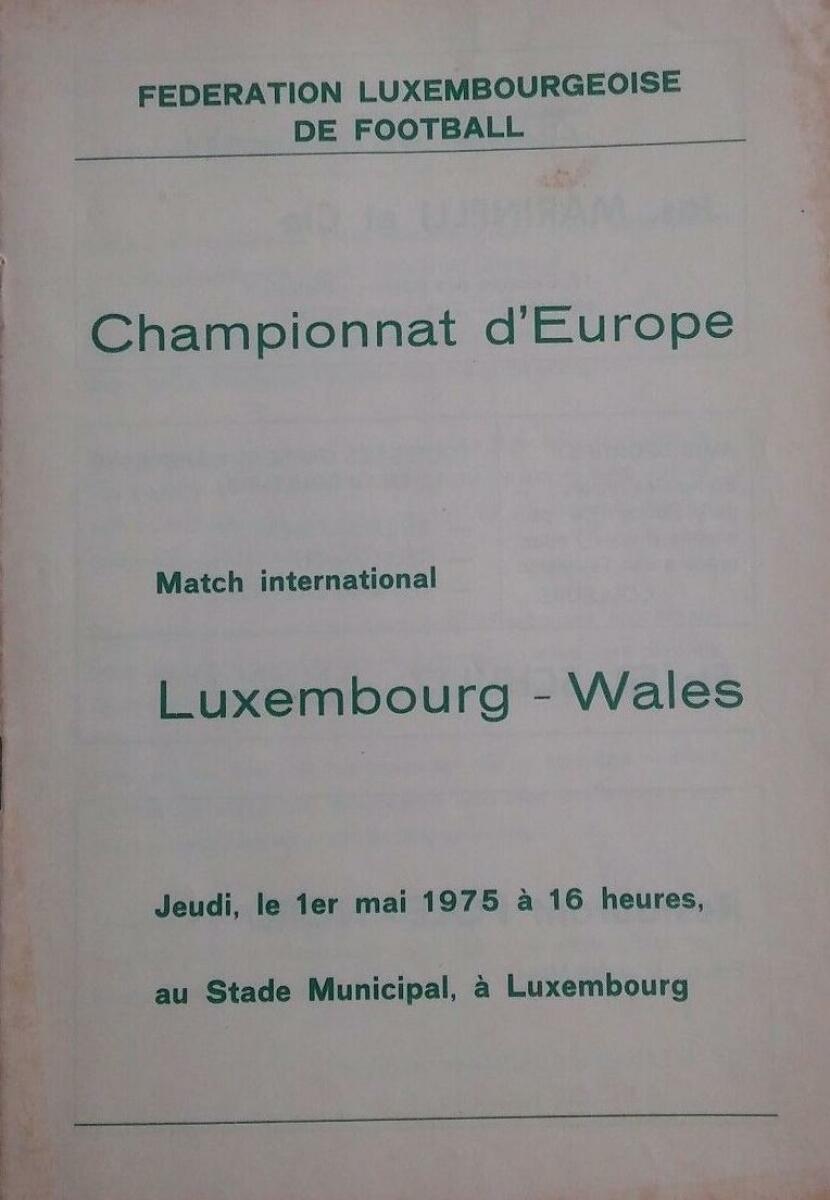 FEDERATION LUXEMBOURGEOISE
DE FOOTBALL
Championnat d'Europe
Match international
Luxembourg - Wales
Jeudi, le 1er mai 1975 à 16 heures,
au Stade Municipal, à Luxembourg